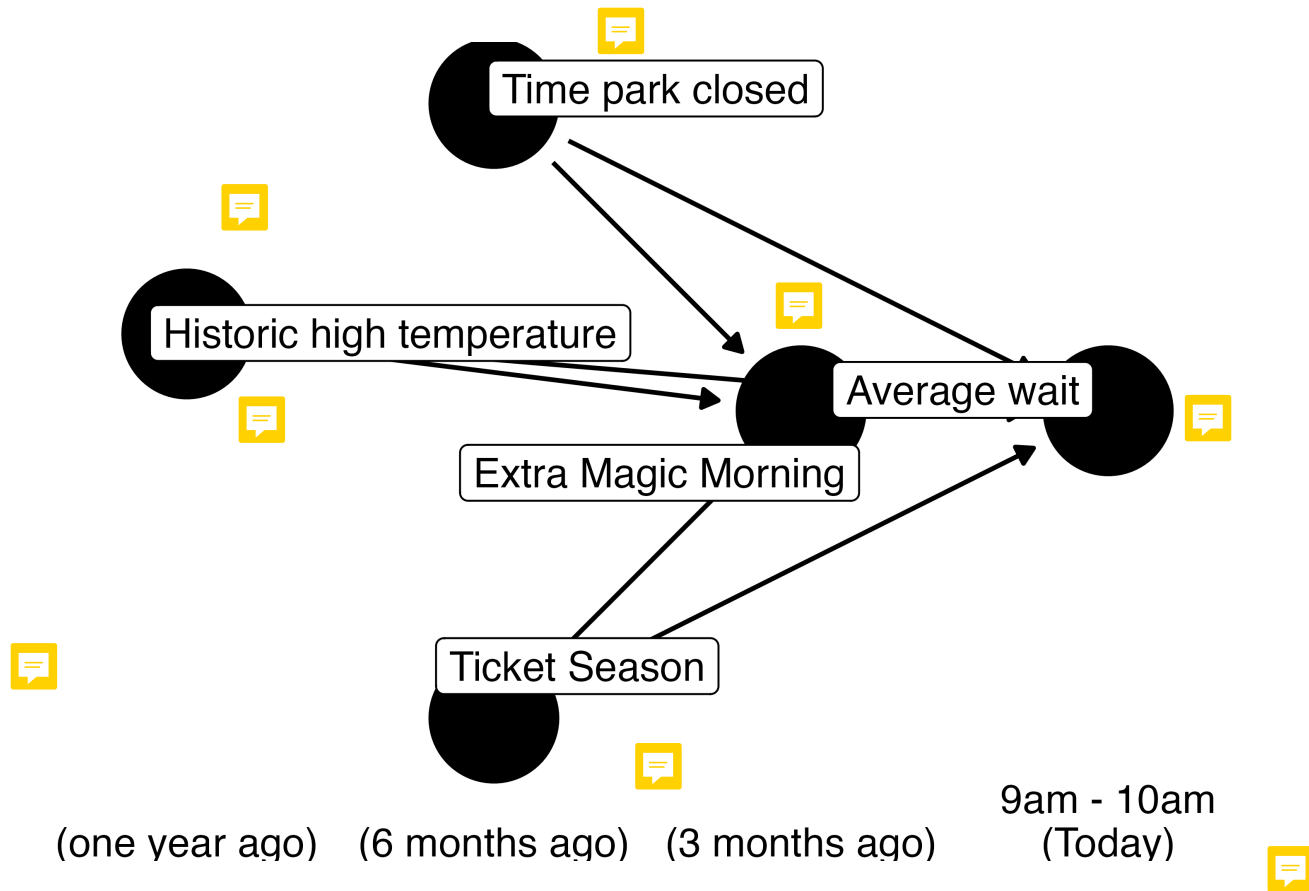 Time park closed
Historic high temperature
Average wait
Extra Magic Morning
Ticket Season
9am - 10am
(one year ago) (6 months ago) (3 months ago) (Today)